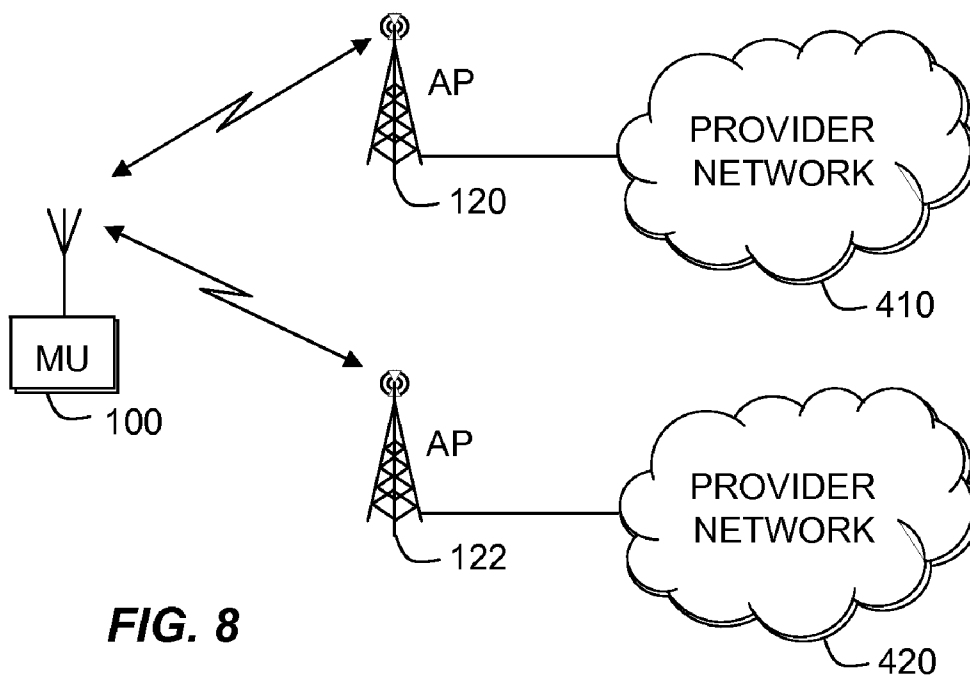 AP
PROVIDER
NETWORK
120
410
MU
100
AP
PROVIDER
NETWORK
122
420
FIG. 8